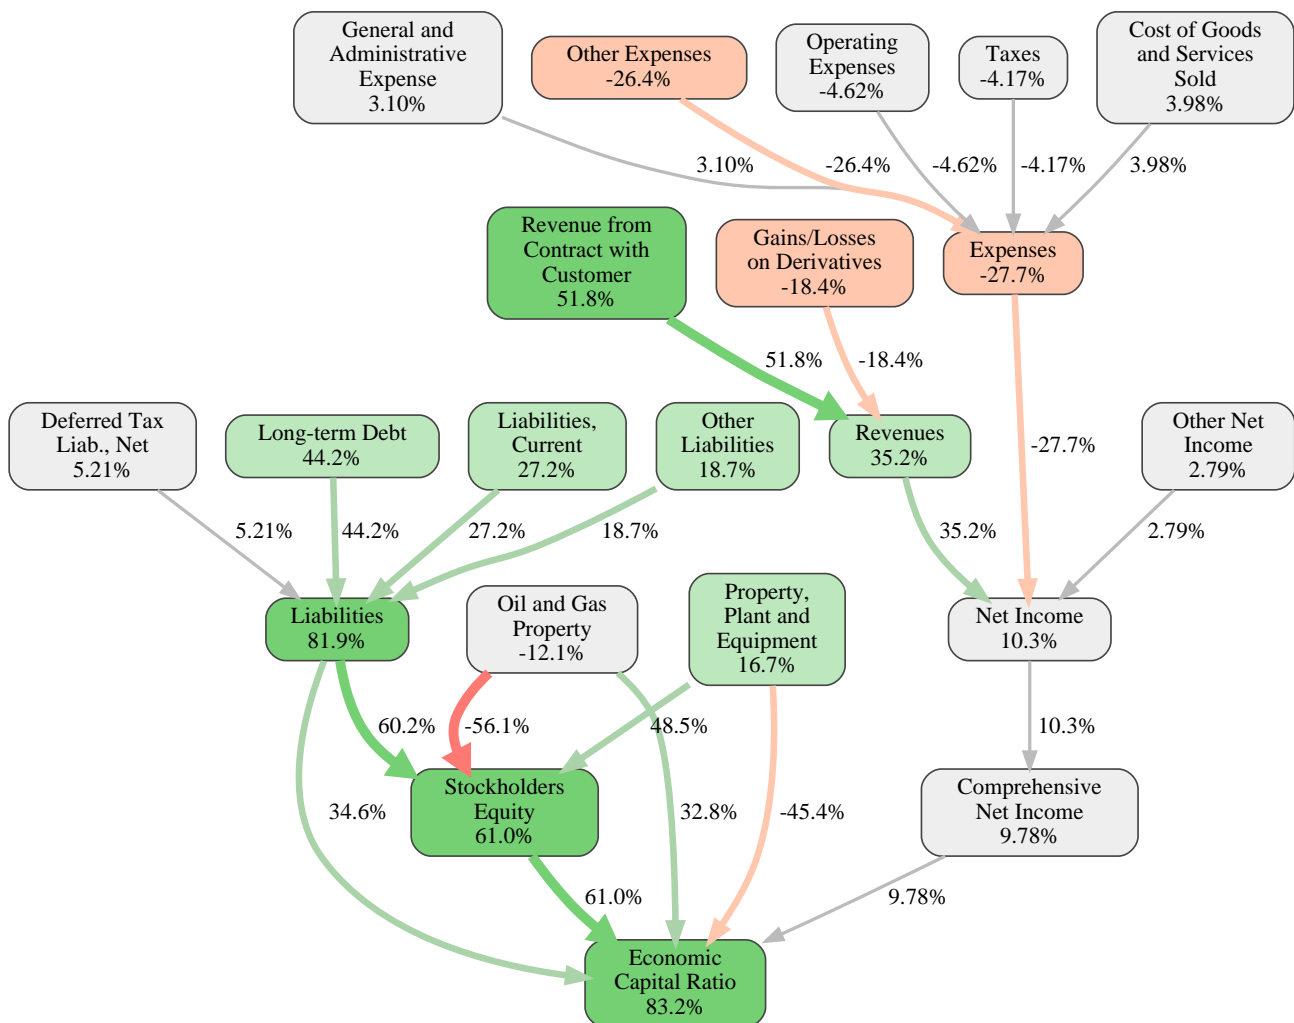 General and
Administrative
Expense
3.10%
Other Expenses
-26.4%
Operating
Expenses
-4.62%
Taxes
-4.17%
Cost of Goods
and Services
Sold
3.98%
3.10%
-26.4%
-4.62%
-4.17%
3.98%
Revenue from
Contract with
Customer
51.8%
Gains/Losses
on Derivatives
-18.4%
Expenses
-27.7%
51.8%
-18.4%
-27.7%
Deferred Tax
Liab., Net
5.21%
Long-term Debt
44.2%
Liabilities,
Current
27.2%
Other
Liabilities
18.7%
Revenues
35.2%
Other Net
Income
2.79%
5.21%
44.2%
27.2%
18.7%
35.2%
2.79%
Liabilities
81.9%
Oil and Gas
Property
-12.1%
Property,
Plant and
Equipment
16.7%
Net Income
10.3%
60.2%
-56.1%
48.5%
10.3%
Stockholders
Equity
61.0%
Comprehensive
Net Income
9.78%
34.6%
32.8%
-45.4%
61.0%
9.78%
Economic
Capital Ratio
83.2%